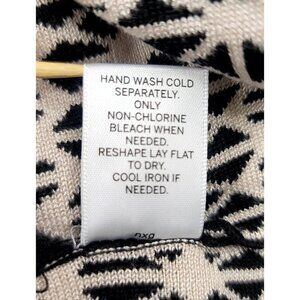 HAND WASH COLD
SEPARATELY.
ONLY
NON-CHLORINE
BLEACH WHEN
NEEDED.
RESHAPE LAY FLAT
TO DRY.
COOL IRON IF
NEEDED.